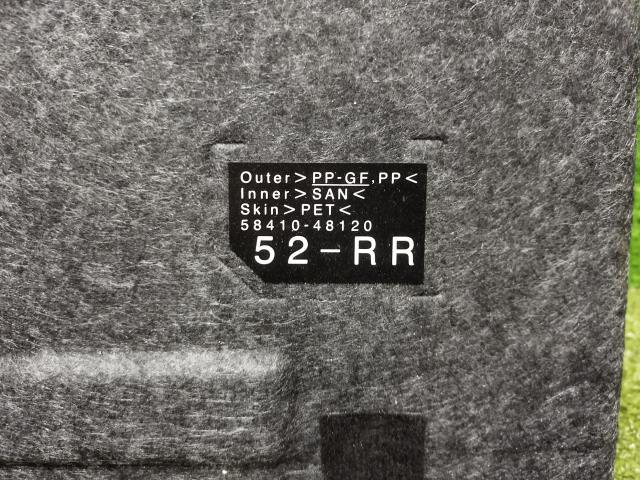 Outer>PP-GF,PP<
Inner>SAN<
Skin>PET<
58410-48120
52-RR